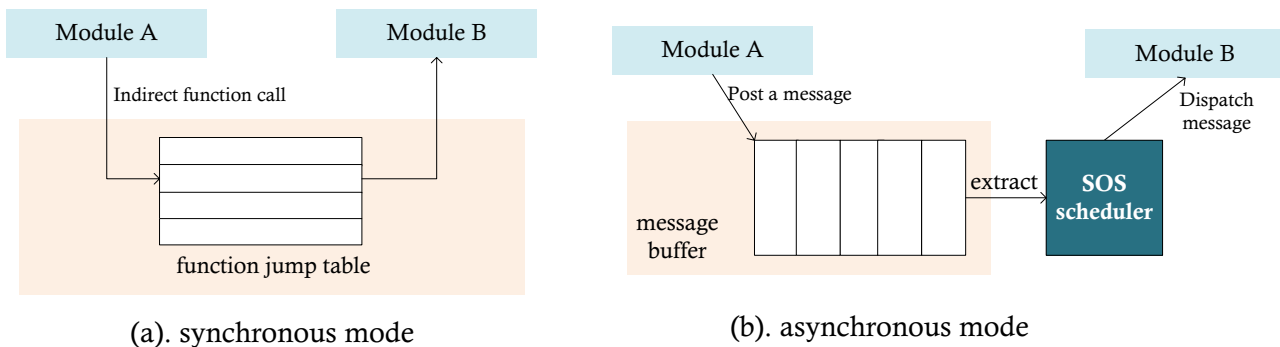 Module A
Module B
Indirect function call
function jump table
(a). synchronous mode
Module A
Module B
Post a message
Dispatch
message
extract
SOS
scheduler
message
buffer
(b). asynchronous mode